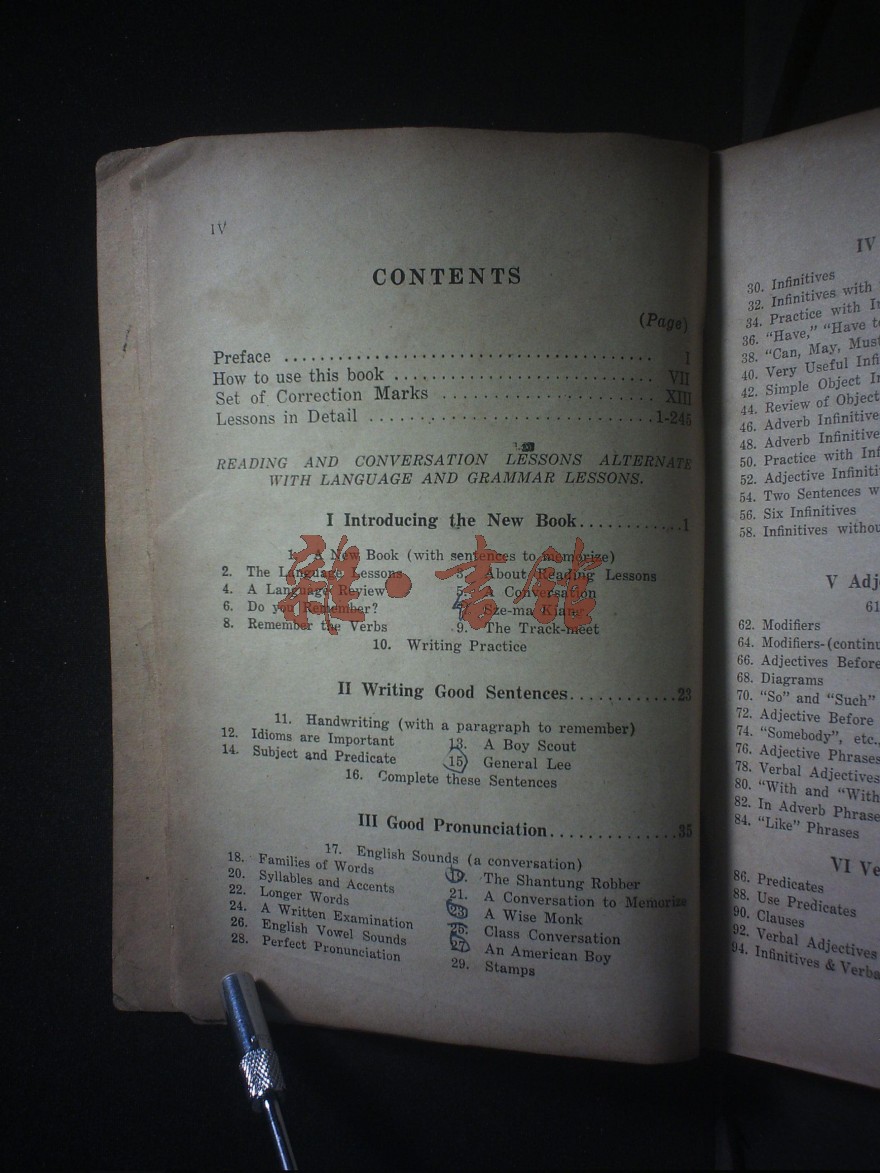 IV
CONTENTS
(Page)
Preface ........................................ I
How to use this book ............................ VII
Set of Correction Marks ...................... XIII
Lessons in Detail .............................. 1-245
READING AND CONVERSATION LESSONS ALTERNATE
WITH LANGUAGE AND GRAMMAR LESSONS.
I Introducing the New Book............1
1. A New Book (with sentences to memorize)
2. The Language Lessons 3. About Reading Lessons
4. A Language Review 5. A Conversation
6. Do you Remember? 7. Sze-ma Kiang
8. Remember the Verbs 9. The Track-meet
10. Writing Practice
雜·書館
II Writing Good Sentences............23
11. Handwriting (with a paragraph to remember)
12. Idioms are Important 13. A Boy Scout
14. Subject and Predicate 15. General Lee
16. Complete these Sentences
III Good Pronunciation..............35
17. English Sounds (a conversation)
18. Families of Words 19. The Shantung Robber
20. Syllables and Accents 21. A Conversation to Memorize
22. Longer Words 23. A Wise Monk
24. A Written Examination 25. Class Conversation
26. English Vowel Sounds 27. An American Boy
28. Perfect Pronunciation 29. Stamps
IV
30. Infinitives
32. Infinitives with
34. Practice with
36. "Have," "Have
38. "Can, May, Must
40. Very Useful
42. Simple Object
44. Review of Object
46. Adverb Infinitive
48. Adverb Infinitive
50. Practice with
52. Adjective
54. Two Sentences
56. Six Infinitives
58. Infinitives
V
61
62. Modifiers
64. Modifiers-
66. Adjectives Before
68. Diagrams
70. "So" and "Such"
72. Adjective Before
74. "Somebody", etc.,
76. Adjective Phrases
78. Verbal Adjectives
80. "With and "With
82. In Adverb Phrase
84. "Like" Phrases
VI
86. Predicates
88. Use Predicates
90. Clauses
92. Verbal Adjectives
94. Infinitives &